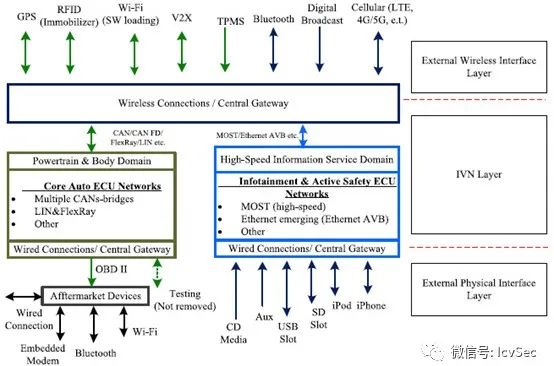 GPS
RFID
(Immobilizer)
Wi-Fi
(SW loading)
V2X
TPMS
Bluetooth
Digital
Broadcast
Cellular (LTE,
4G/5G, e.t.)
External Wireless Interface
Layer
Wireless Connections / Central Gateway
CAN/CAN FD/
FlexRay/LIN etc.
MOST/Ethernet AVB etc.
IVN Layer
Powertrain & Body Domain
Core Auto ECU Networks
• Multiple CANs-bridges
• LIN&FlexRay
• Other
Wired Connections/ Central Gateway
High-Speed Information Service Domain
Infotainment & Active Safety ECU
Networks
• MOST (high-speed)
• Ethernet emerging (Ethernet AVB)
• Other
Wired Connections/ Central Gateway
OBD II
Afftermarket Devices
Testing
(Not removed)
Wired
Connection
Embedded
Modem
Bluetooth
Wi-Fi
CD
Media
Aux
USB
Slot
SD
Slot
iPod
iPhone
External Physical Interface
Layer
微信号: IcvSec